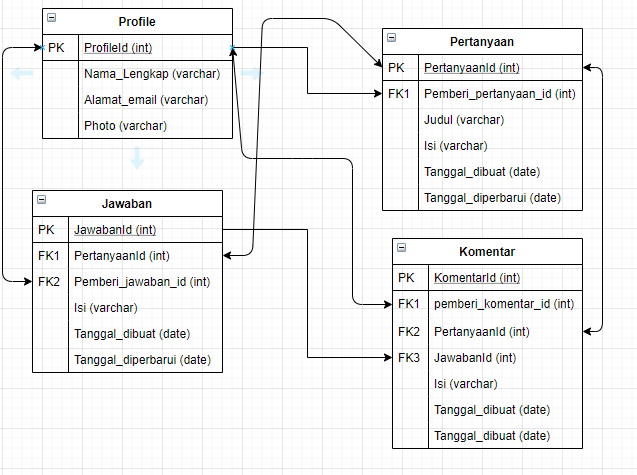 Profile
PK ProfileId (int)
Nama_Lengkap (varchar)
Alamat_email (varchar)
Photo (varchar)
Pertanyaan
PK PertanyaanId (int)
FK1 Pemberi_pertanyaan_id (int)
Judul (varchar)
Isi (varchar)
Tanggal_dibuat (date)
Tanggal_diperbarui (date)
Jawaban
PK JawabanId (int)
FK1 PertanyaanId (int)
FK2 Pemberi_jawaban_id (int)
Isi (varchar)
Tanggal_dibuat (date)
Tanggal_diperbarui (date)
Komentar
PK KomentarId (int)
FK1 pemberi_komentar_id (int)
FK2 PertanyaanId (int)
FK3 JawabanId (int)
Isi (varchar)
Tanggal_dibuat (date)
Tanggal_dibuat (date)